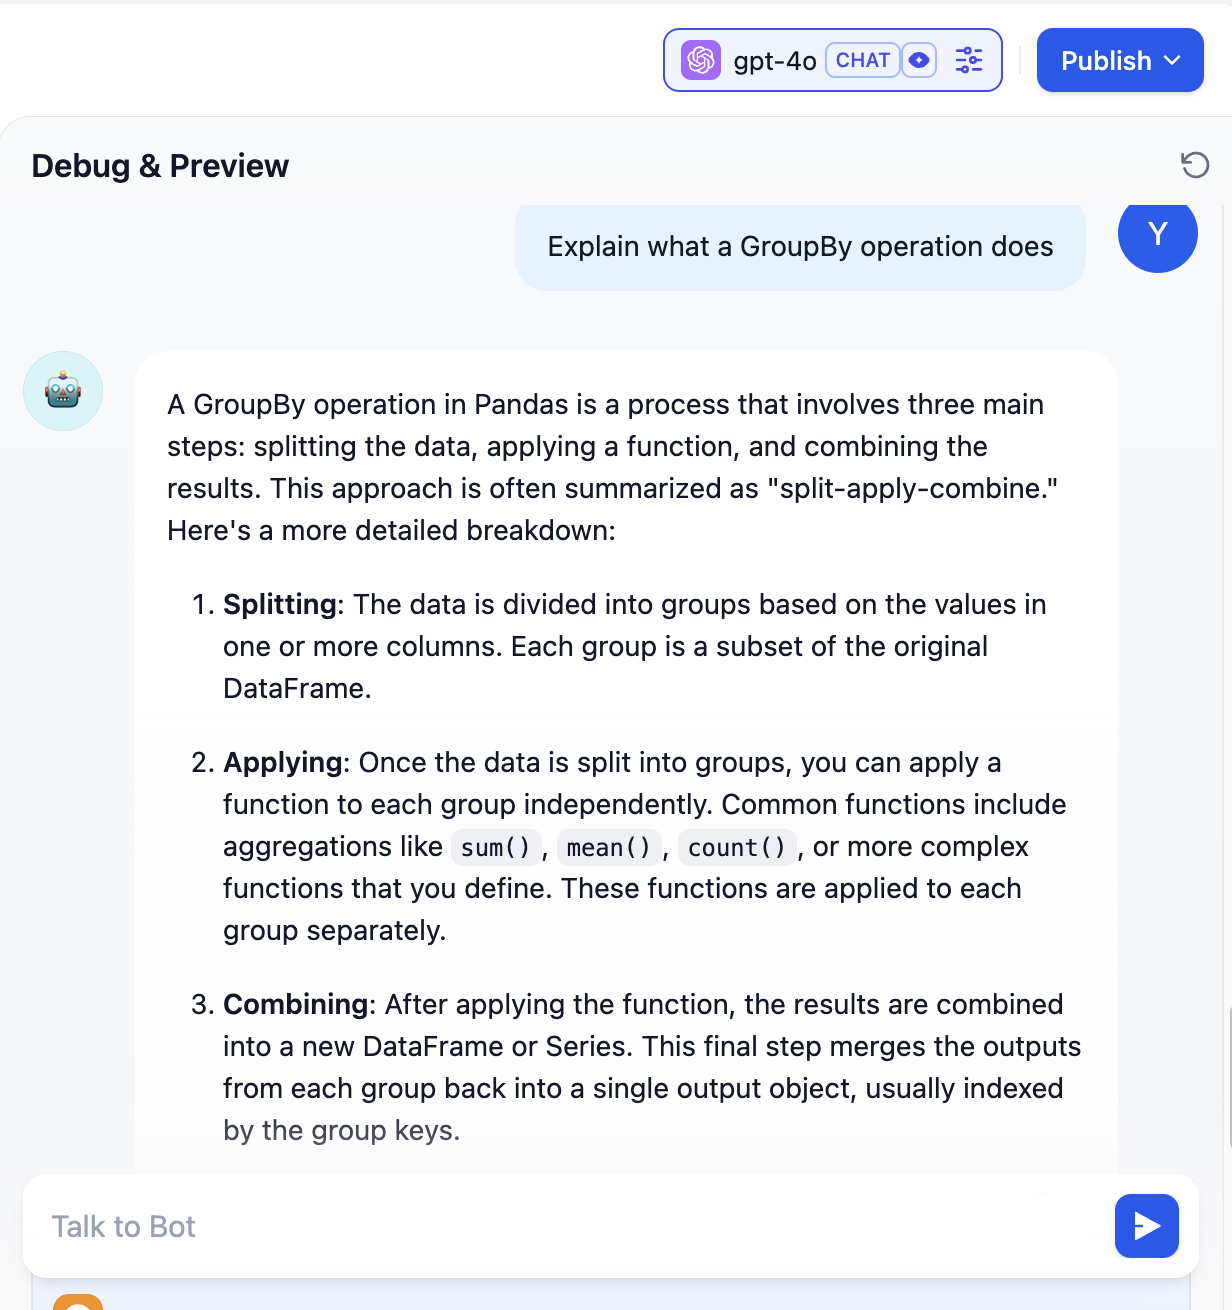 gpt-4o CHAT
Publish
Debug & Preview
Explain what a GroupBy operation does
Y
A GroupBy operation in Pandas is a process that involves three main
steps: splitting the data, applying a function, and combining the
results. This approach is often summarized as "split-apply-combine."
Here's a more detailed breakdown:
1. Splitting: The data is divided into groups based on the values in
one or more columns. Each group is a subset of the original
DataFrame.
2. Applying: Once the data is split into groups, you can apply a
function to each group independently. Common functions include
aggregations like sum(), mean(), count(), or more complex
functions that you define. These functions are applied to each
group separately.
3. Combining: After applying the function, the results are combined
into a new DataFrame or Series. This final step merges the outputs
from each group back into a single output object, usually indexed
by the group keys.
Talk to Bot